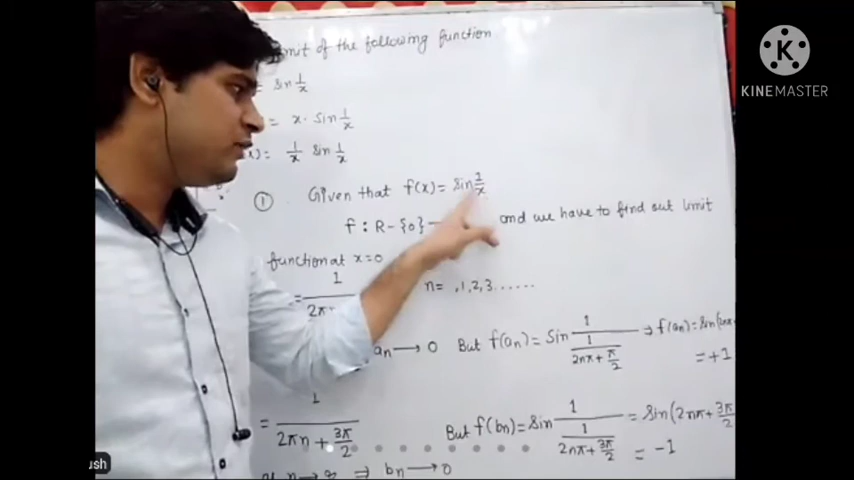 KINEMASTER
of the following function
= sin 1/x
= x · sin 1/x
= 1/x sin 1/x
① Given that f(x) = sin 1/x
f : R - {0} and we have to find out limit
function at x = 0
= 1/2π n = ,1,2,3......
an → 0 But f(an) = sin 1/(1/(2nπ + π/2)) ⇒ f(an) = sin(2nπ
= +1
= 1/(2πn + 3π/2) But f(bn) = sin 1/(1/(2nπ + 3π/2)) = sin(2nπ + 3π/2
= -1
n → ∞ ⇒ bn → 0
ush